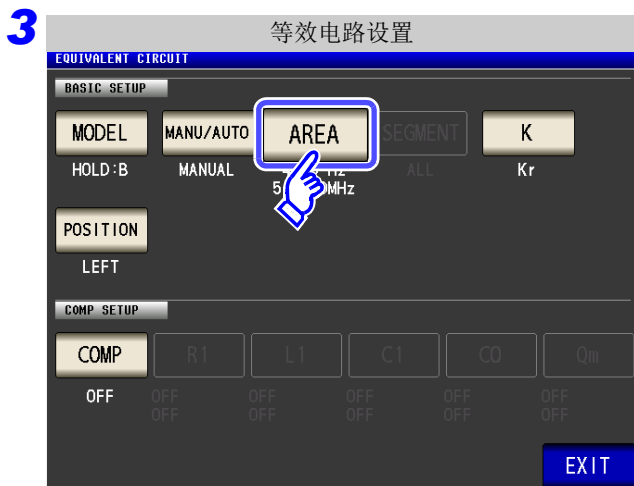 3
等效电路设置
EQUIVALENT CIRCUIT
BASIC SETUP
MODEL MANU/AUTO AREA SEGMENT K
HOLD:B MANUAL Hz ALL Kr
MHz
POSITION
LEFT
COMP SETUP
COMP R1 L1 C1 C0 Qm
OFF OFF OFF OFF OFF OFF
OFF OFF OFF OFF OFF
EXIT